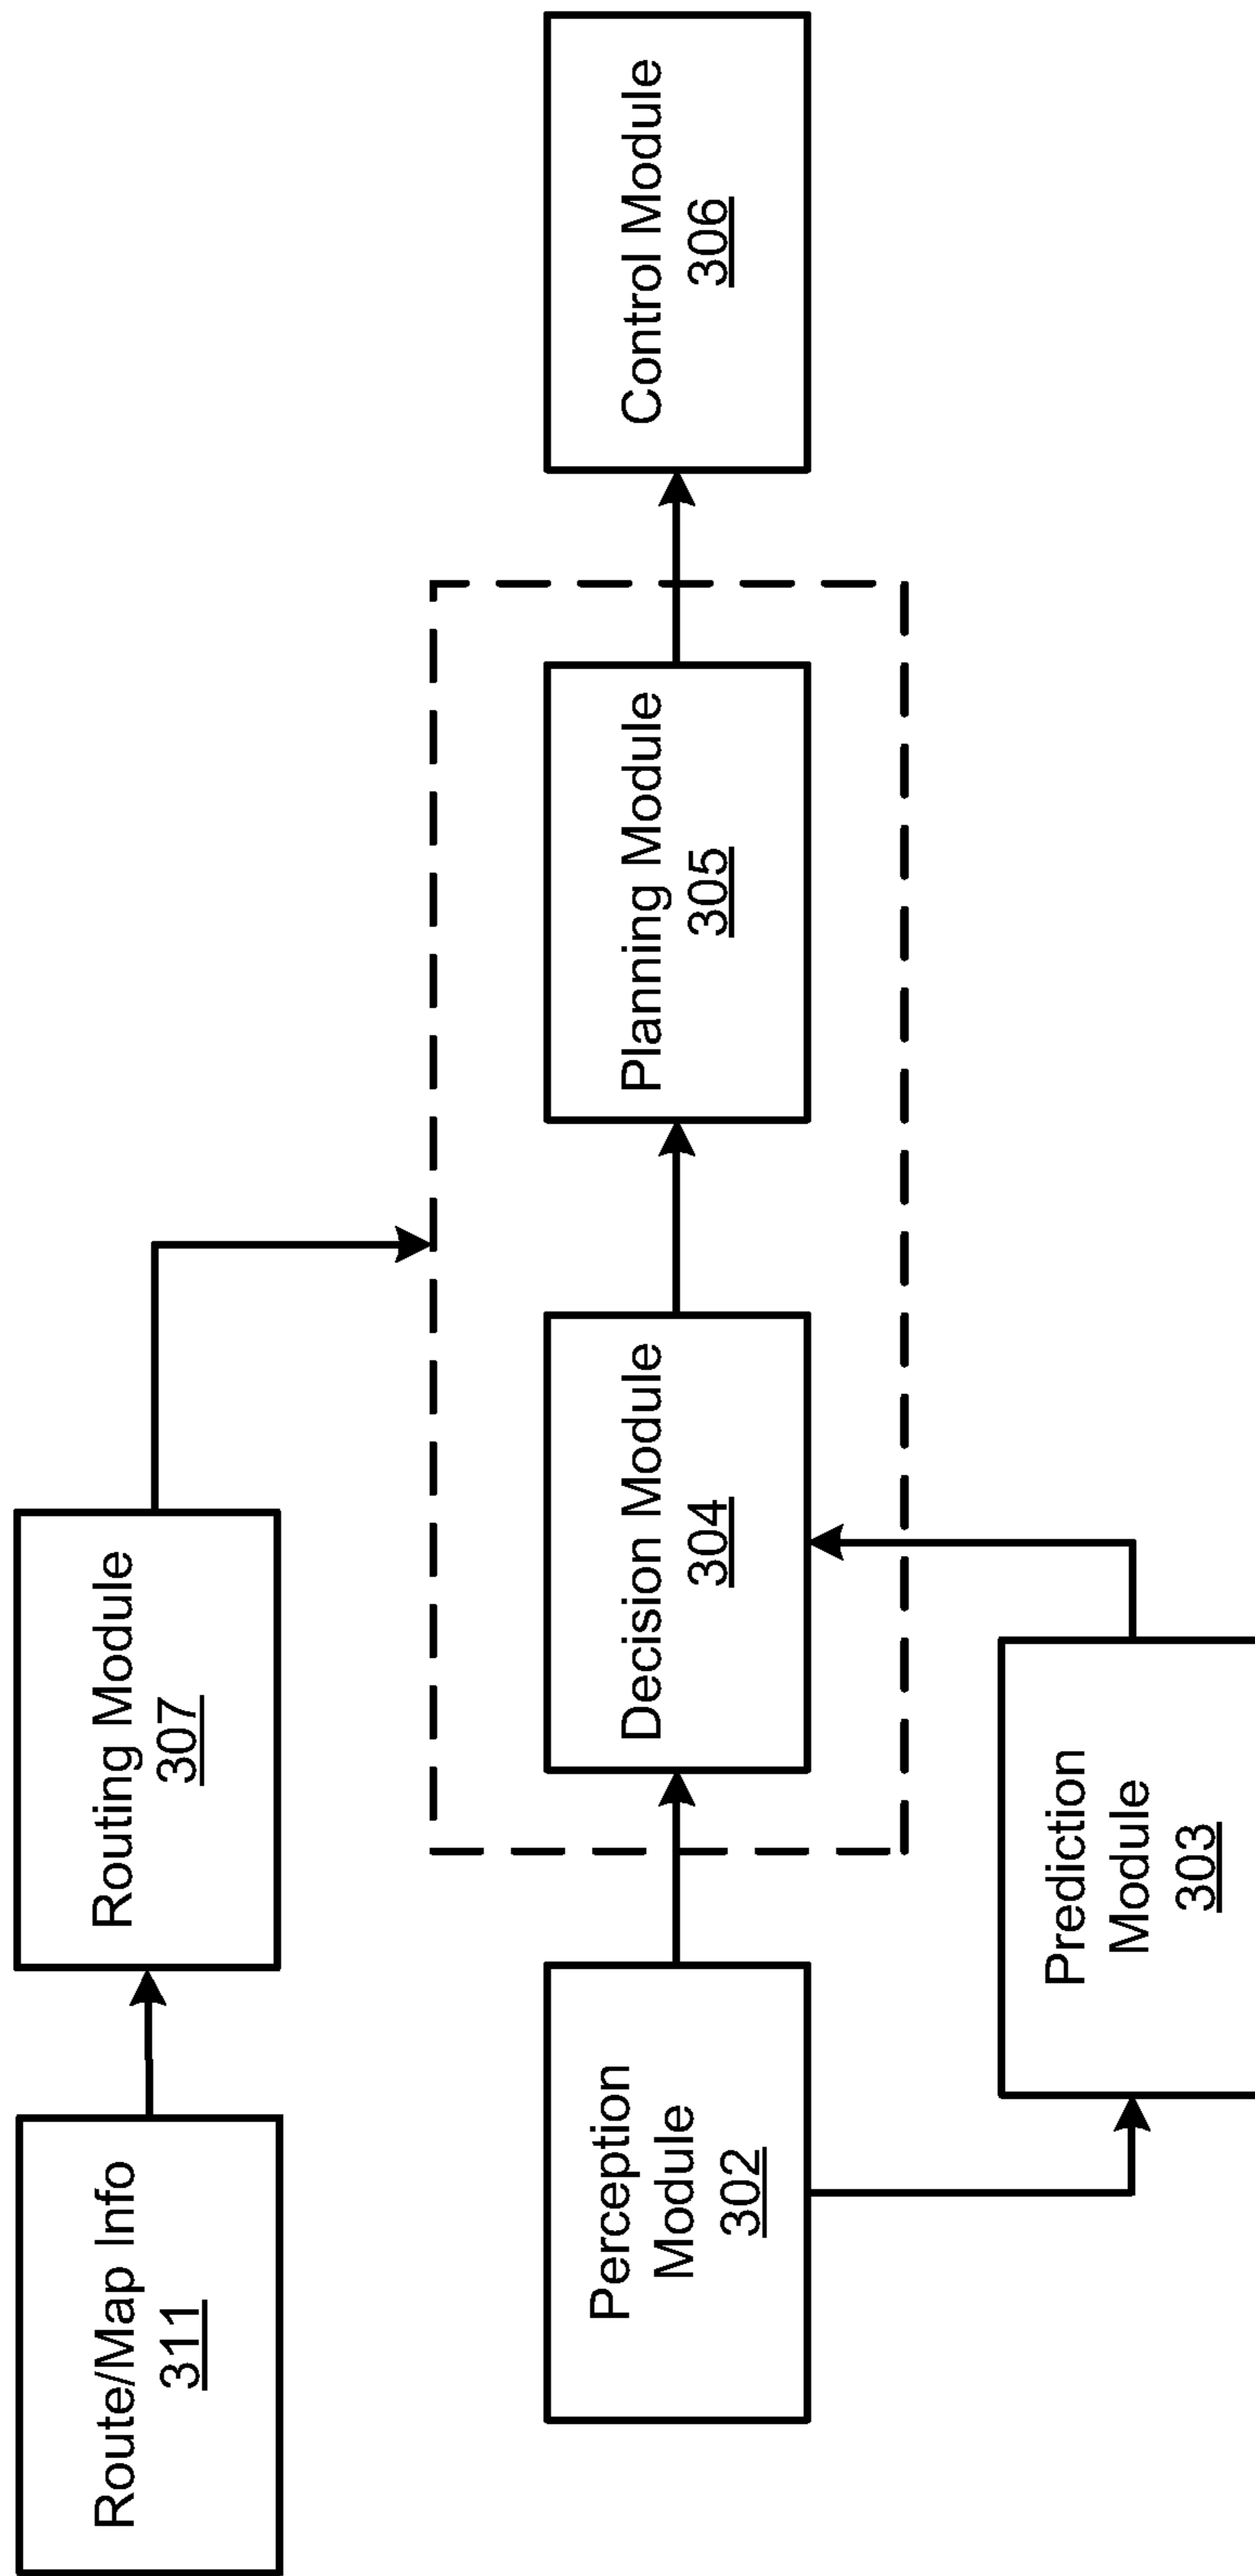 Route/Map Info
311
Routing Module
307
Perception
Module
302
Decision Module
304
Planning Module
305
Control Module
306
Prediction
Module
303